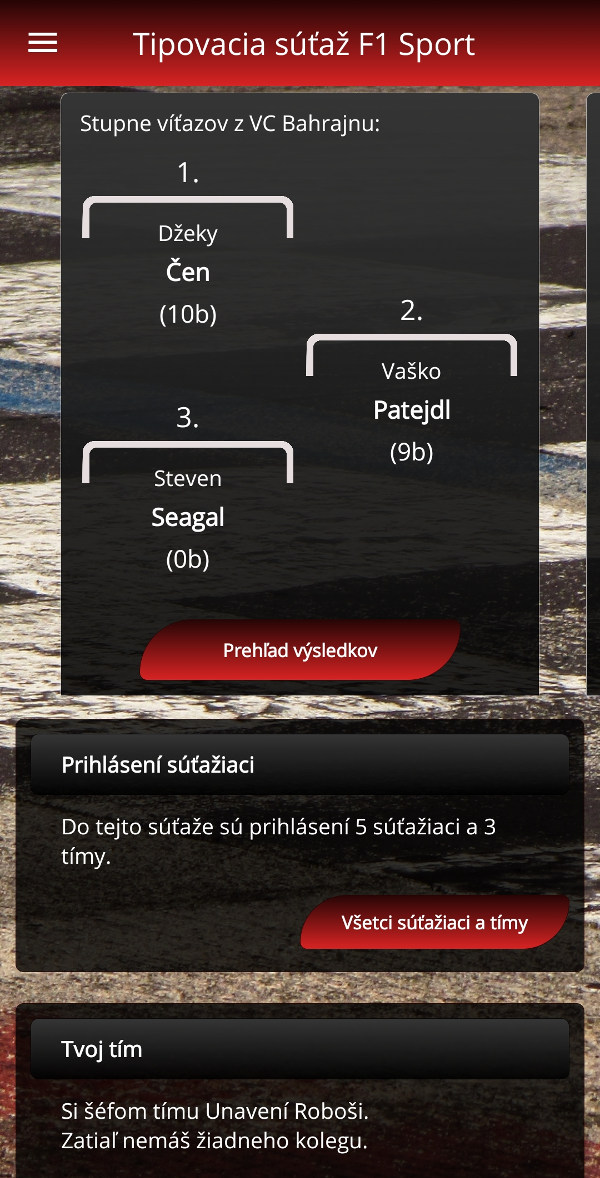 Tipovacia súťaž F1 Sport
Stupne víťazov z VC Bahrajnu:
1.
Džeky
Čen
(10b)
2.
Vaško
Patejdl
(9b)
3.
Steven
Seagal
(0b)
Prehľad výsledkov
Prihlásení súťažiaci
Do tejto súťaže sú prihlásení 5 súťažiaci a 3
tímy.
Všetci súťažiaci a tímy
Tvoj tím
Si šéfom tímu Unavení Roboši.
Zatiaľ nemáš žiadneho kolegu.